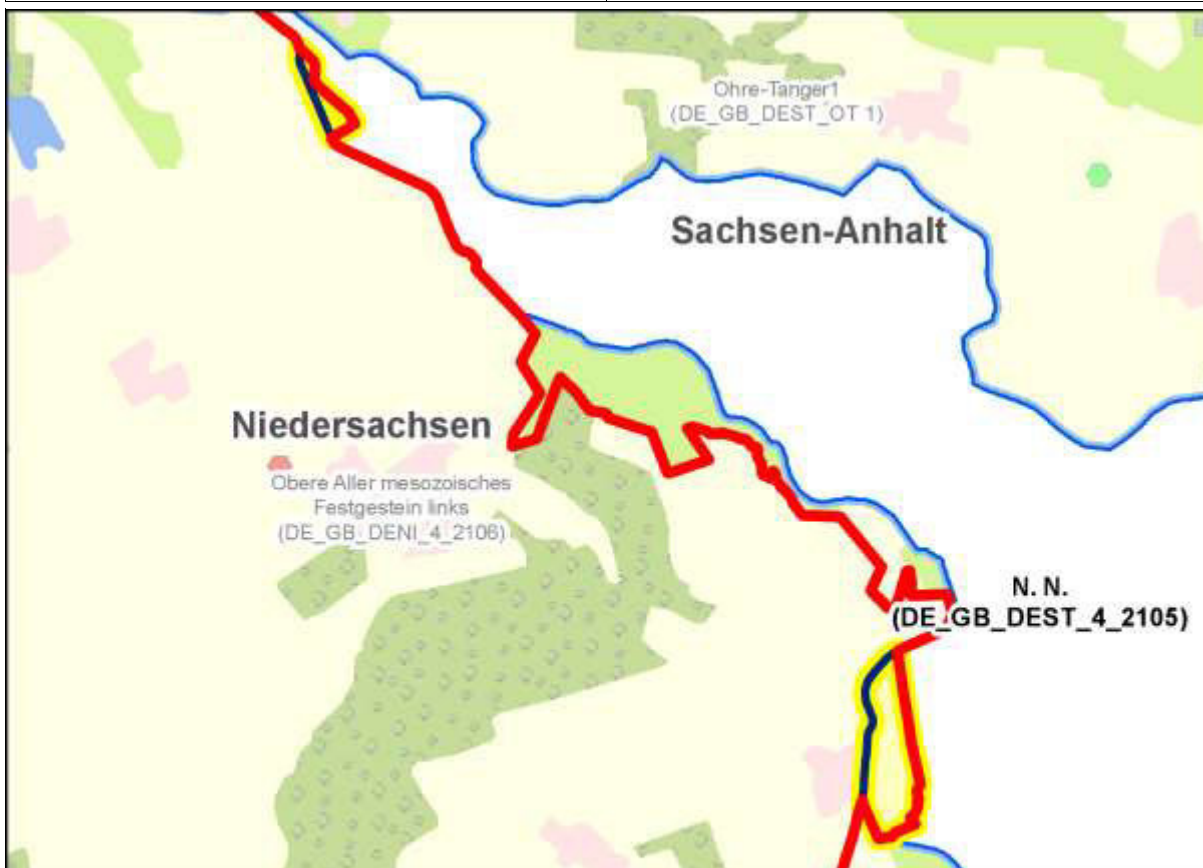 Ohre-Tanger1
(DE_GB_DEST_OT 1)
Sachsen-Anhalt
Niedersachsen
Obere Aller mesozoisches
Festgestein links
(DE_GB_DENI_4_2106)
N. N.
(DE_GB_DEST_4_2105)